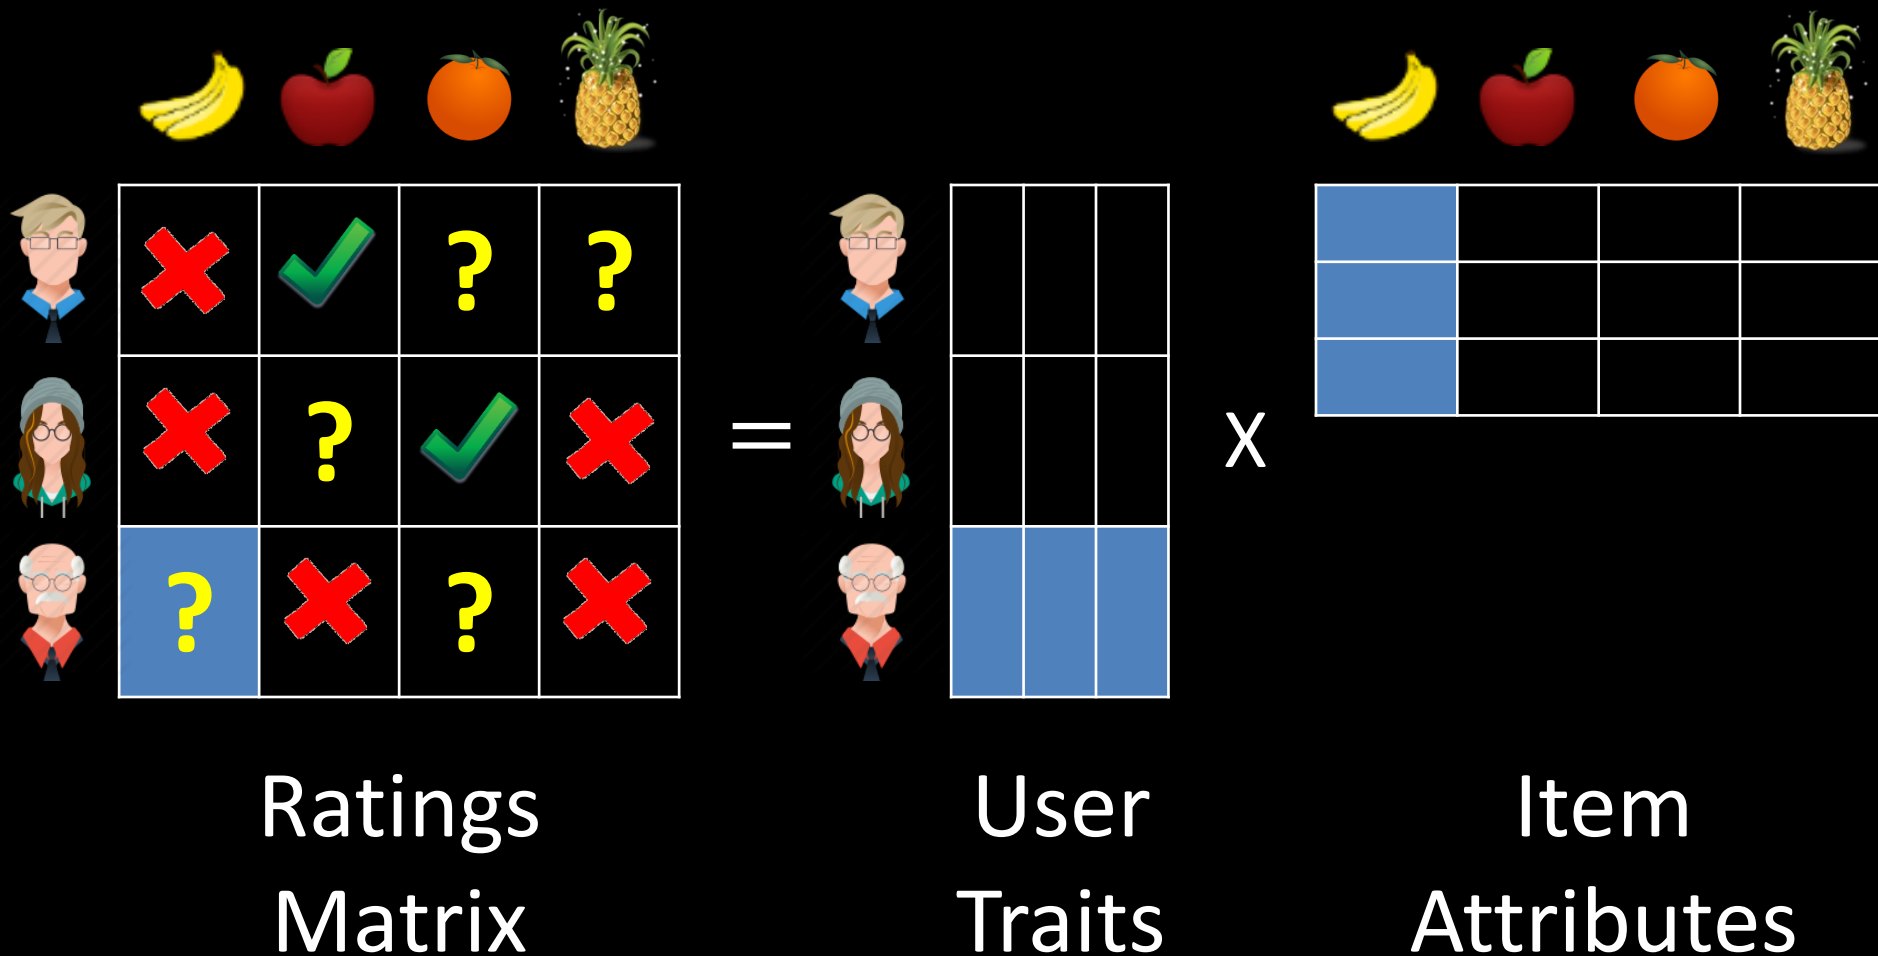 ? ?
? = X
? ?
Ratings User Item
Matrix Traits Attributes